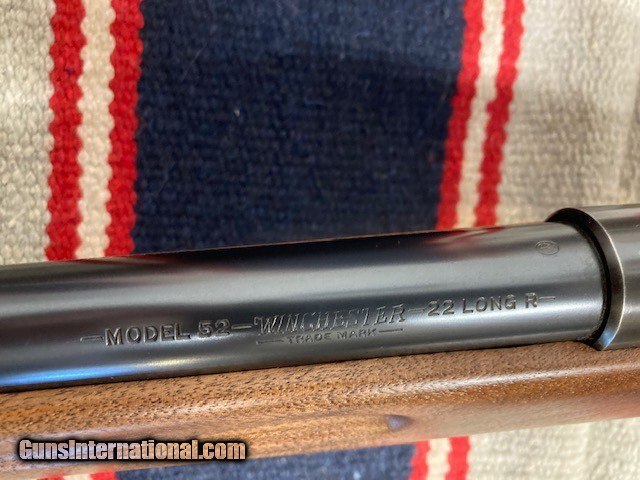 —MODEL 52—WINCHESTER—22 LONG R—
—TRADE MARK—
GunsInternational.com